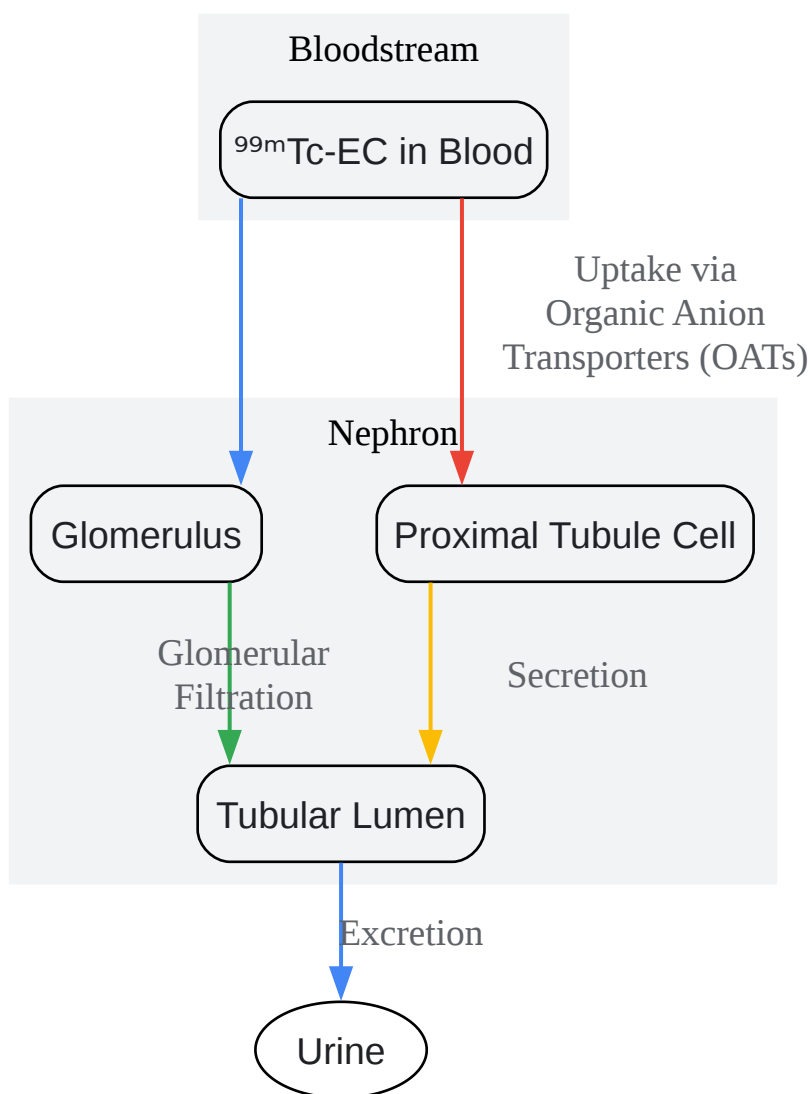 Bloodstream
⁹⁹ᵐTc-EC in Blood
Uptake via
Organic Anion
Transporters (OATs)
Nephron
Glomerulus
Proximal Tubule Cell
Glomerular
Filtration
Secretion
Tubular Lumen
Excretion
Urine